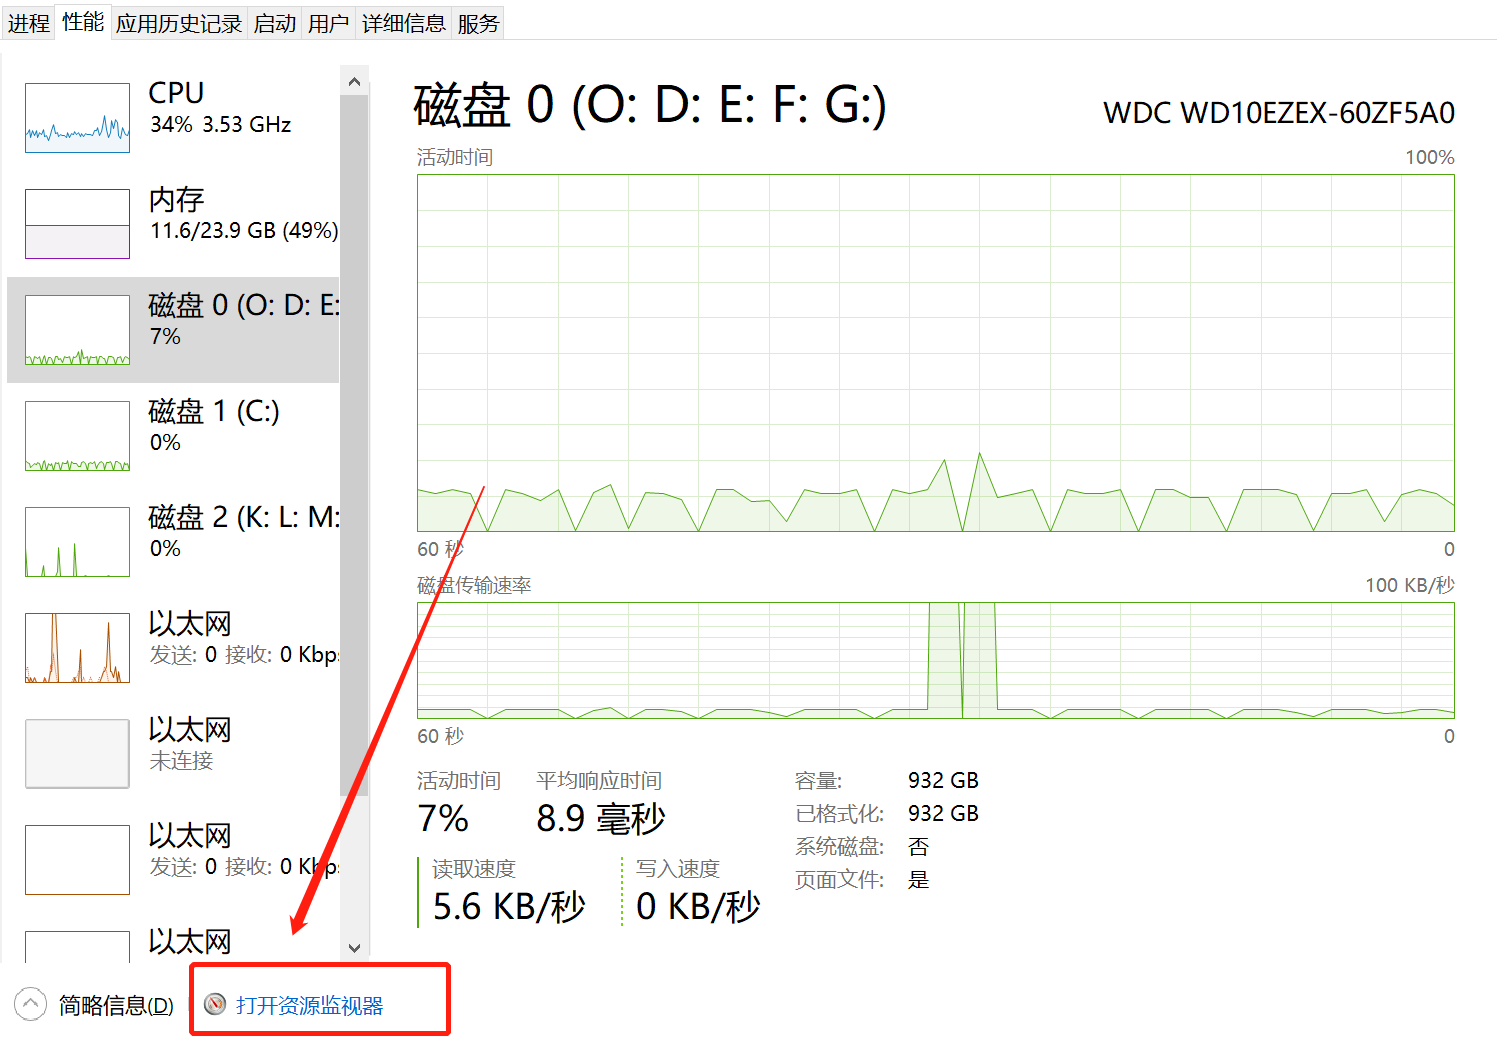 进程 性能 应用历史记录 启动 用户 详细信息 服务
CPU
34% 3.53 GHz
内存
11.6/23.9 GB (49%)
磁盘 0 (O: D: E:
7%
磁盘 1 (C:)
0%
磁盘 2 (K: L: M:
0%
以太网
发送: 0 接收: 0 Kbps
以太网
未连接
以太网
发送: 0 接收: 0 Kbps
以太网
磁盘 0 (O: D: E: F: G:)
WDC WD10EZEX-60ZF5A0
活动时间 100%
60 秒 0
磁盘传输速率 100 KB/秒
60 秒 0
活动时间 平均响应时间
7% 8.9 毫秒
读取速度 写入速度
5.6 KB/秒 0 KB/秒
容量: 932 GB
已格式化: 932 GB
系统磁盘: 否
页面文件: 是
简略信息(D) 打开资源监视器